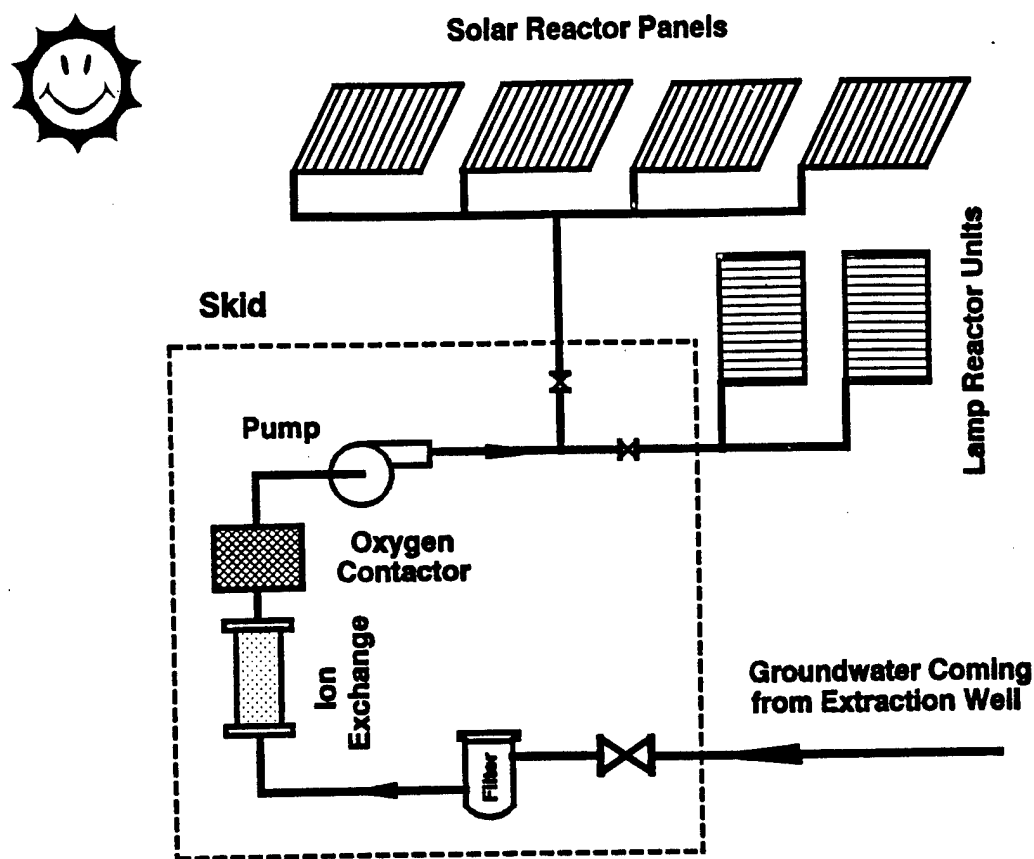 Solar Reactor Panels
Lamp Reactor Units
Skid
Pump
Oxygen
Contactor
Ion
Exchange
Groundwater Coming
from Extraction Well
Filter